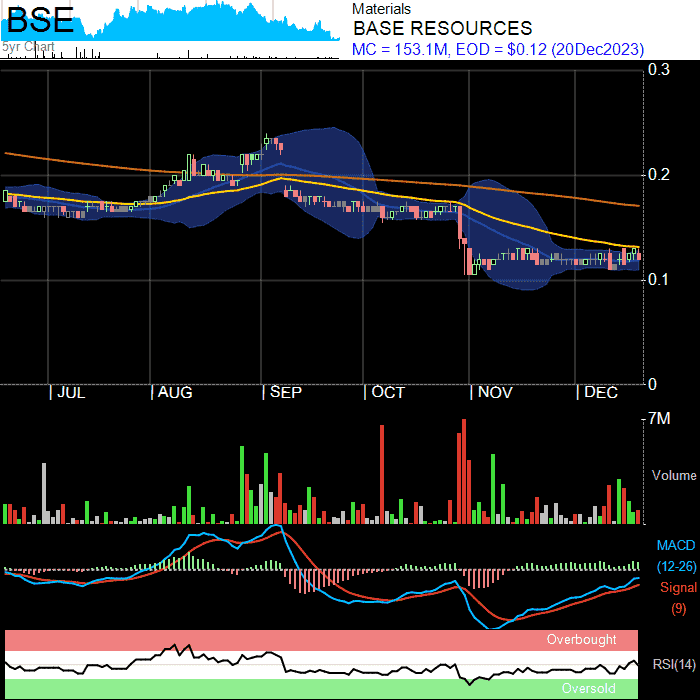 BSE
5yr Chart
Materials
BASE RESOURCES
MC = 153.1M, EOD = $0.12 (20Dec2023)
0.3
0.2
0.1
0
| JUL | AUG | SEP | OCT | NOV | DEC
7M
Volume
MACD
(12-26)
Signal
(9)
Overbought
RSI(14)
Oversold